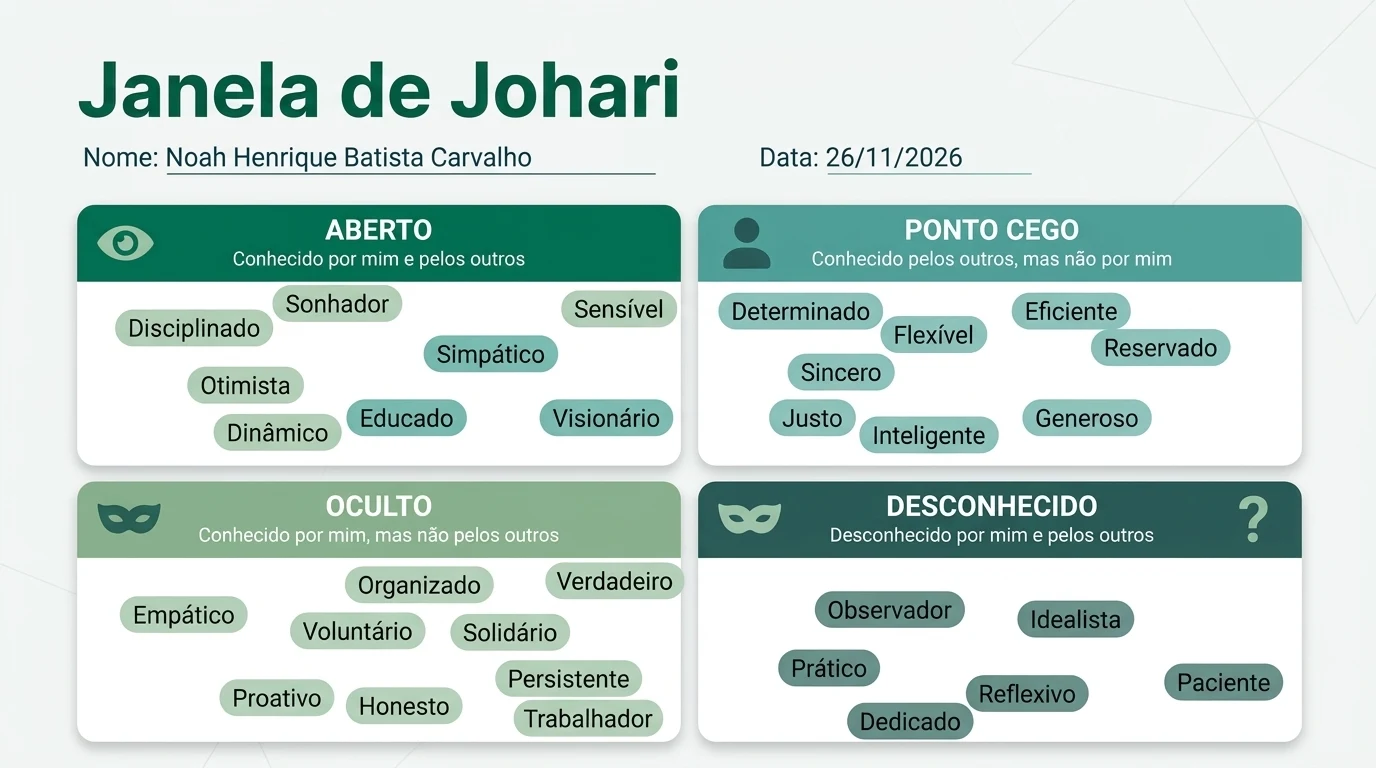 Janela de Johari
Nome: Noah Henrique Batista Carvalho
Data: 26/11/2026
ABERTO
Conhecido por mim e pelos outros
Sonhador
Sensível
Disciplinado
Simpático
Otimista
Educado
Visionário
Dinâmico
PONTO CEGO
Conhecido pelos outros, mas não por mim
Determinado
Eficiente
Flexível
Reservado
Sincero
Justo
Generoso
Inteligente
OCULTO
Conhecido por mim, mas não pelos outros
Organizado
Verdadeiro
Empático
Voluntário
Solidário
Persistente
Proativo
Honesto
Trabalhador
DESCONHECIDO
Desconhecido por mim e pelos outros
?
Observador
Idealista
Prático
Paciente
Reflexivo
Dedicado